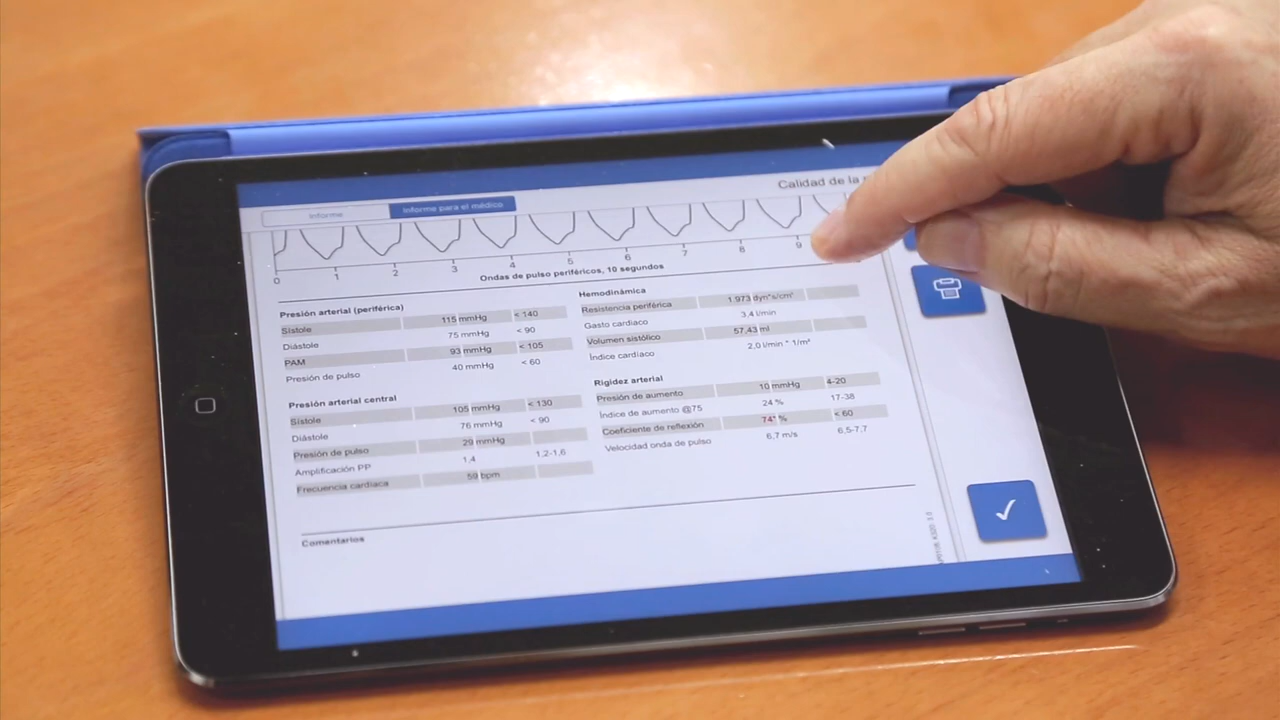 Calidad de la
Informe
Informe para el médico
0 1 2 3 4 5 6 7 8 9
Ondas de pulso periféricos, 10 segundos
Presión arterial (periférica)
Sístole 115 mmHg < 140
Diástole 75 mmHg < 90
PAM 93 mmHg < 105
Presión de pulso 40 mmHg < 60
Presión arterial central
Sístole 105 mmHg < 130
Diástole 76 mmHg < 90
Presión de pulso 29 mmHg
Amplificación PP 1,4 1,2-1,6
Frecuencia cardiaca 59 bpm
Hemodinámica
Resistencia periférica 1.973 dyn*s/cm⁵
Gasto cardiaco 3,4 l/min
Volumen sistólico 57,43 ml
Índice cardiaco 2,0 l/min * 1/m²
Rigidez arterial
Presión de aumento 10 mmHg 4-20
Índice de aumento @75 24 % 17-38
Coeficiente de reflexión 74* % < 60
Velocidad onda de pulso 6,7 m/s 6,5-7,7
Comentarios